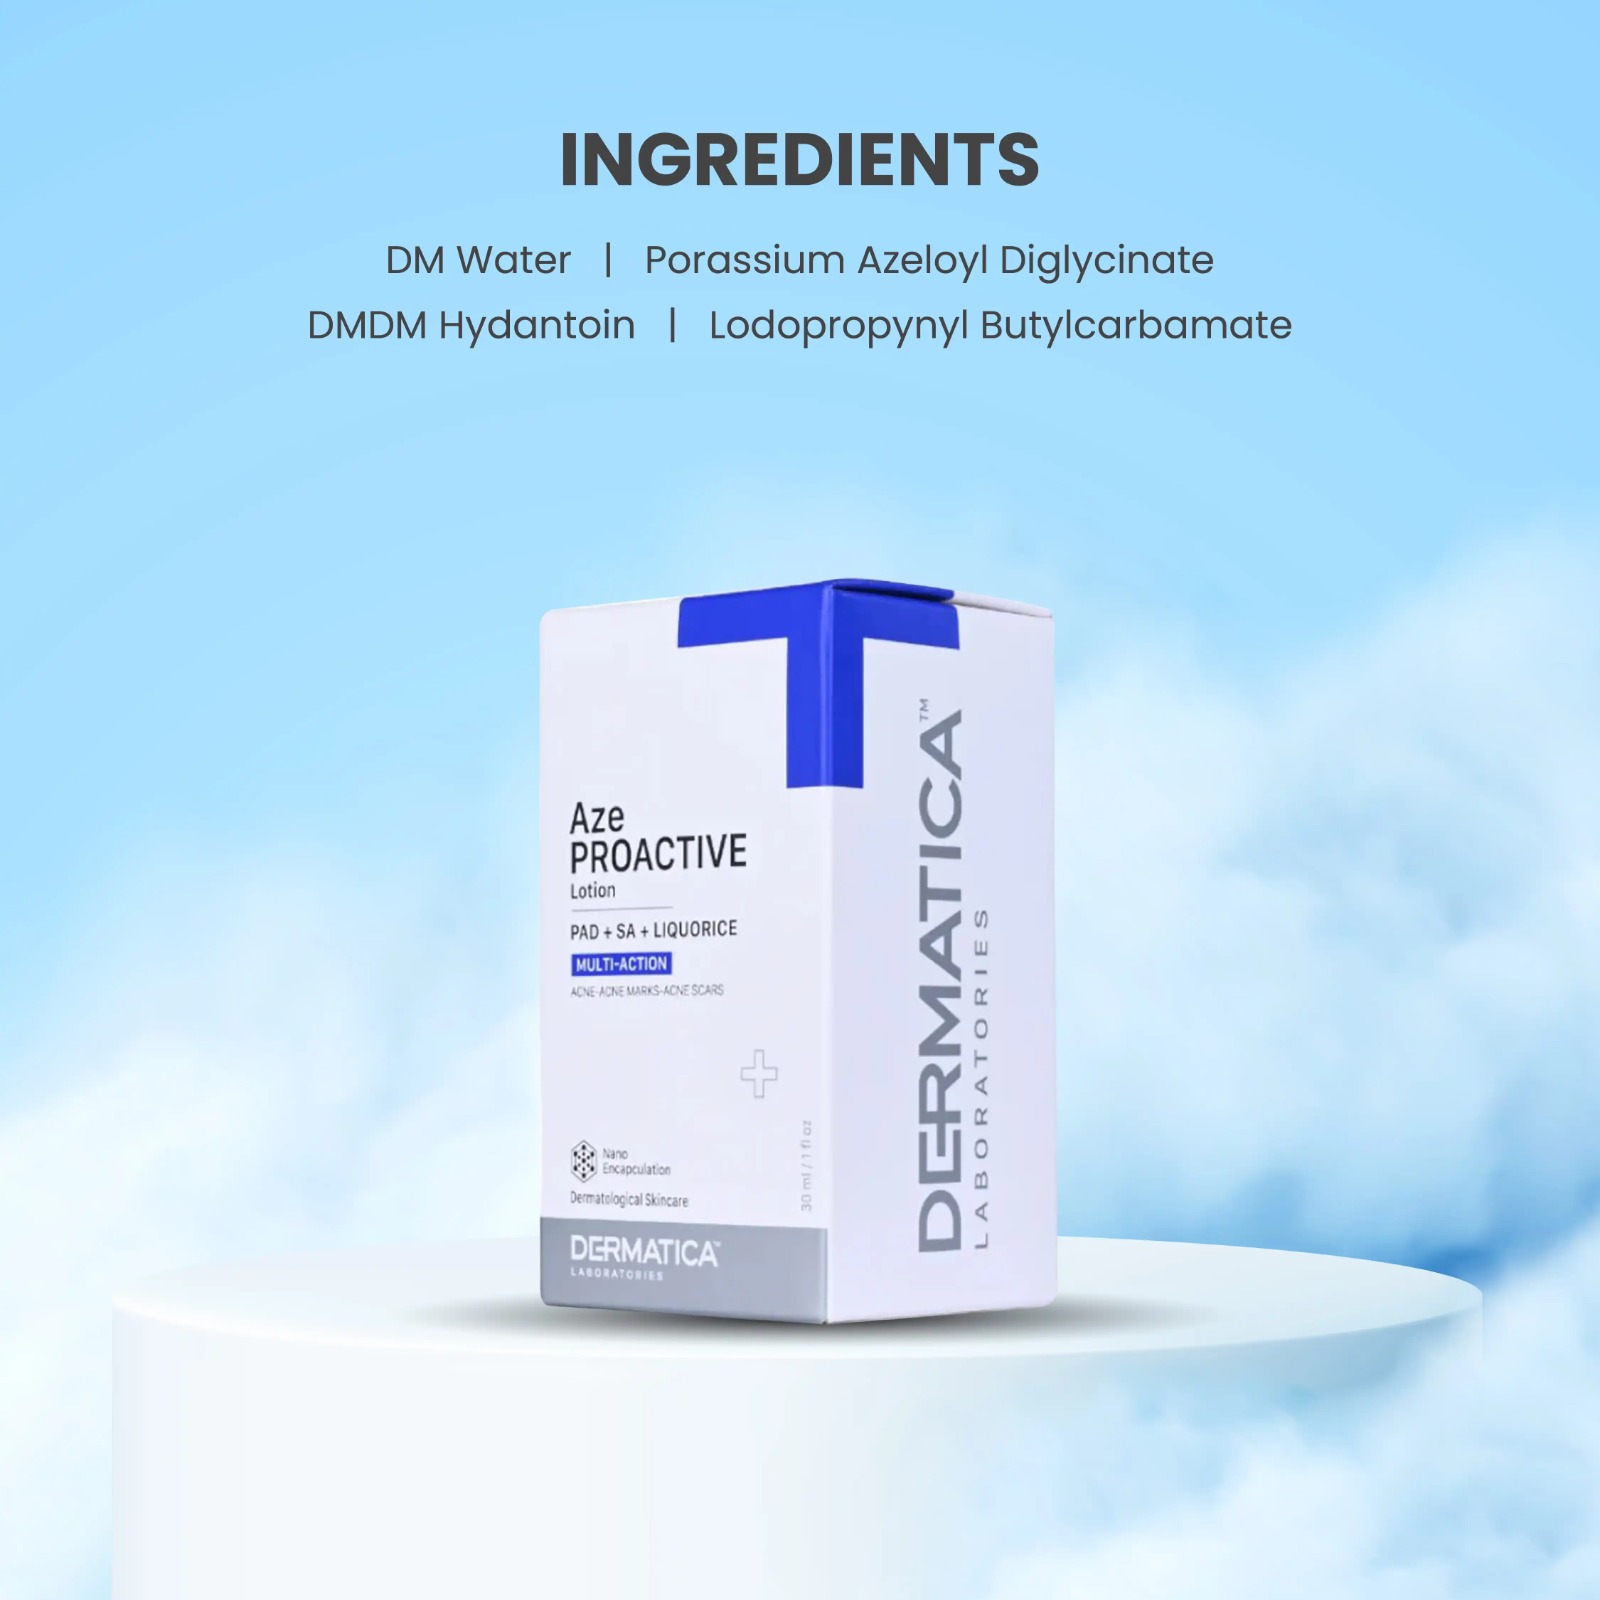 INGREDIENTS
DM Water | Porassium Azeloyl Diglycinate
DMDM Hydantoin | Lodopropynyl Butylcarbamate
Aze
PROACTIVE
Lotion
PAD + SA + LIQUORICE
MULTI-ACTION
ACNE-ACNE MARKS-ACNE SCARS
Nano
Encapculation
Dermatological Skincare
30 ml / 1 fl oz
DERMATICA™
LABORATORIES
DERMATICA™
LABORATORIES